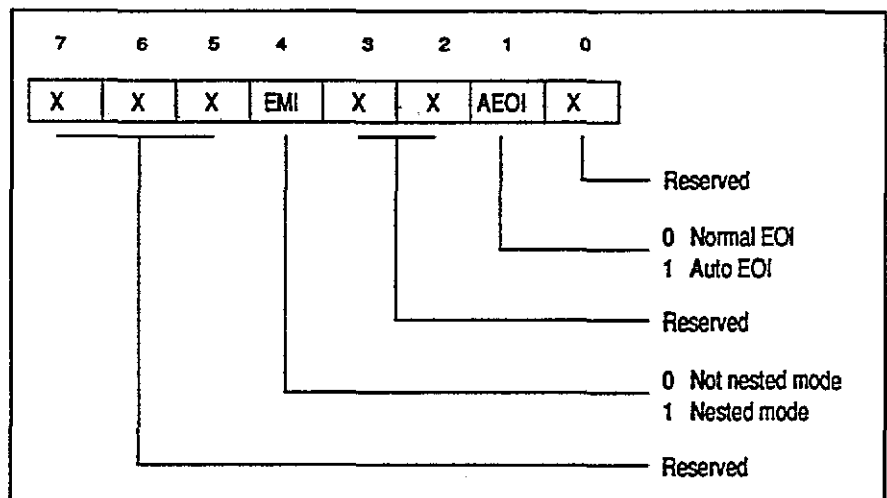 7 6 5 4 3 2 1 0
X X X EMI X X AEOI X
Reserved
0 Normal EOI
1 Auto EOI
Reserved
0 Not nested mode
1 Nested mode
Reserved